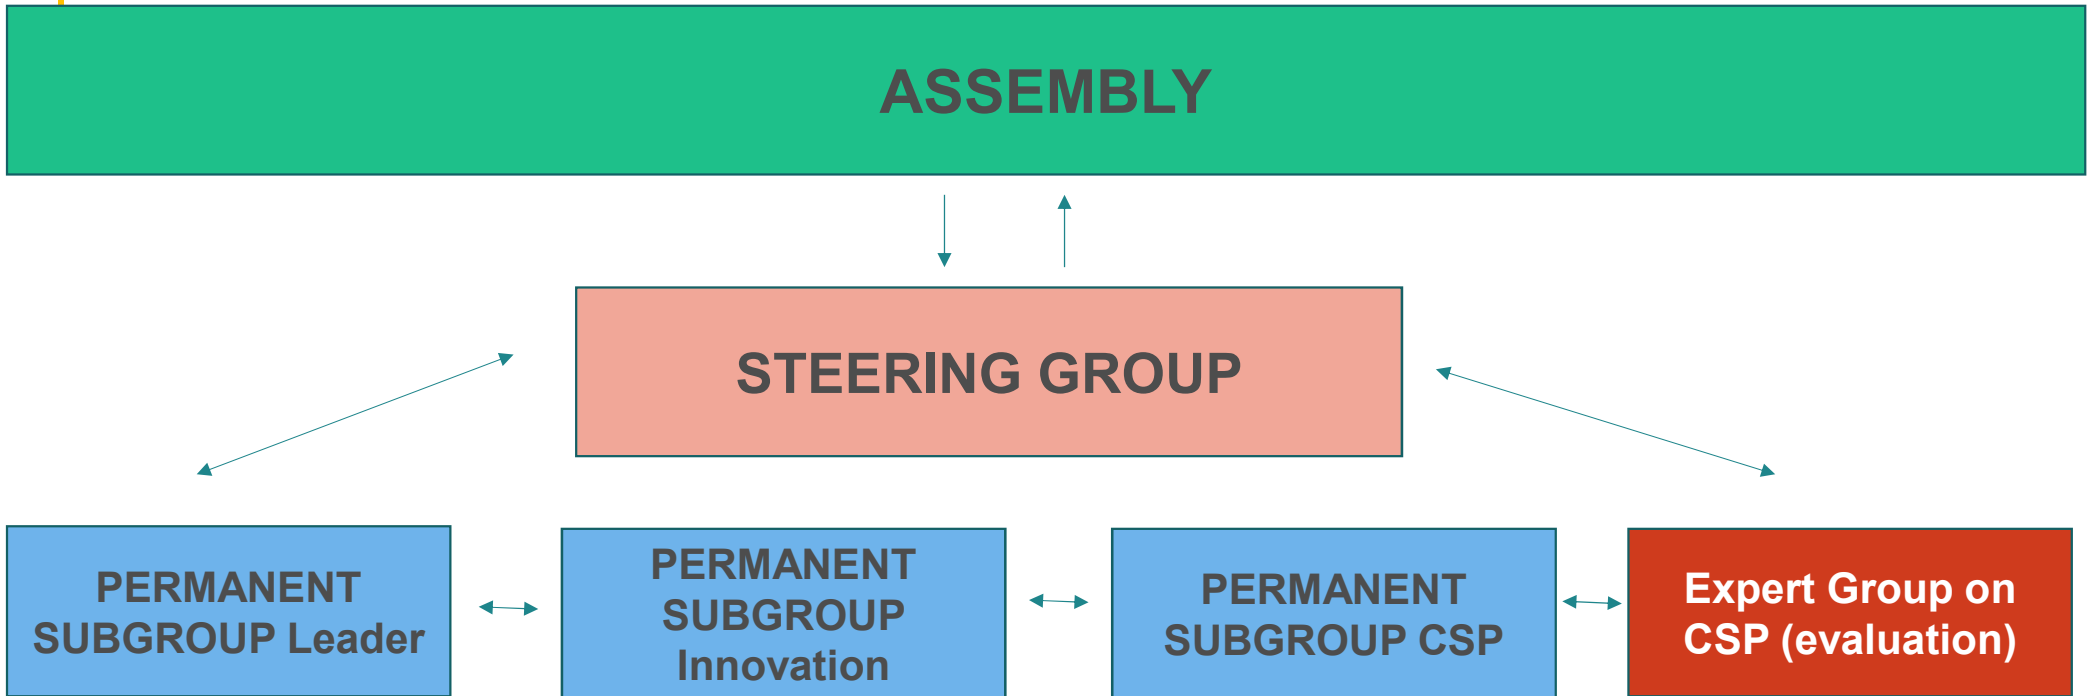 ASSEMBLY
STEERING GROUP
PERMANENT
SUBGROUP Leader
PERMANENT
SUBGROUP
Innovation
PERMANENT
SUBGROUP CSP
Expert Group on
CSP (evaluation)